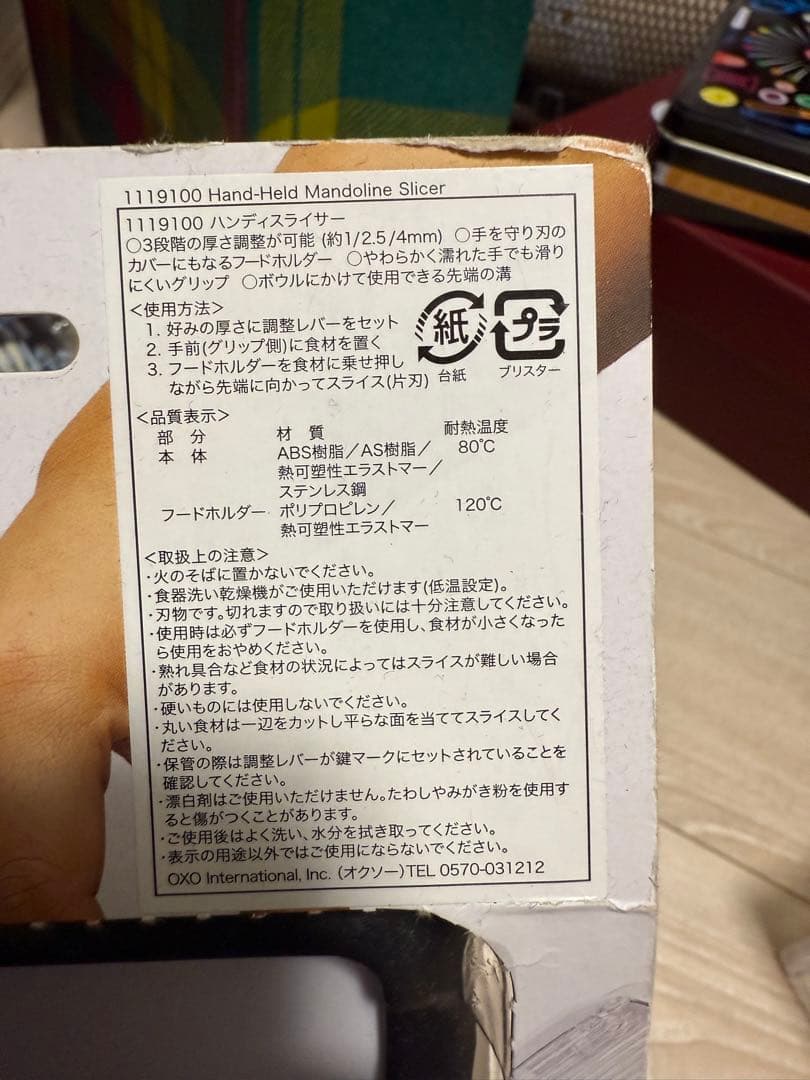 1119100 Hand-Held Mandoline Slicer
1119100 ハンディスライサー
○3段階の厚さ調整が可能 (約1/2.5/4mm) ○手を守り刃の
カバーにもなるフードホルダー ○やわらかく濡れた手でも滑り
にくいグリップ ○ボウルにかけて使用できる先端の溝
<使用方法>
1. 好みの厚さに調整レバーをセット
2. 手前(グリップ側)に食材を置く
3. フードホルダーを食材に乗せ押し
ながら先端に向かってスライス(片刃)
紙
台紙
プラ
ブリスター
<品質表示>
部 分 材 質 耐熱温度
本 体 ABS樹脂/AS樹脂/ 80℃
熱可塑性エラストマー/
ステンレス鋼
フードホルダー ポリプロピレン/ 120℃
熱可塑性エラストマー
<取扱上の注意>
・火のそばに置かないでください。
・食器洗い乾燥機がご使用いただけます(低温設定)。
・刃物です。切れますので取り扱いには十分注意してください。
・使用時は必ずフードホルダーを使用し、食材が小さくなった
ら使用をおやめください。
・熟れ具合など食材の状況によってはスライスが難しい場合
があります。
・硬いものには使用しないでください。
・丸い食材は一辺をカットし平らな面を当ててスライスしてく
ださい。
・保管の際は調整レバーが鍵マークにセットされていることを
確認してください。
・漂白剤はご使用いただけません。たわしやみがき粉を使用す
ると傷がつくことがあります。
・ご使用後はよく洗い、水分を拭き取ってください。
・表示の用途以外ではご使用にならないでください。
OXO International, Inc. (オクソー)TEL 0570-031212